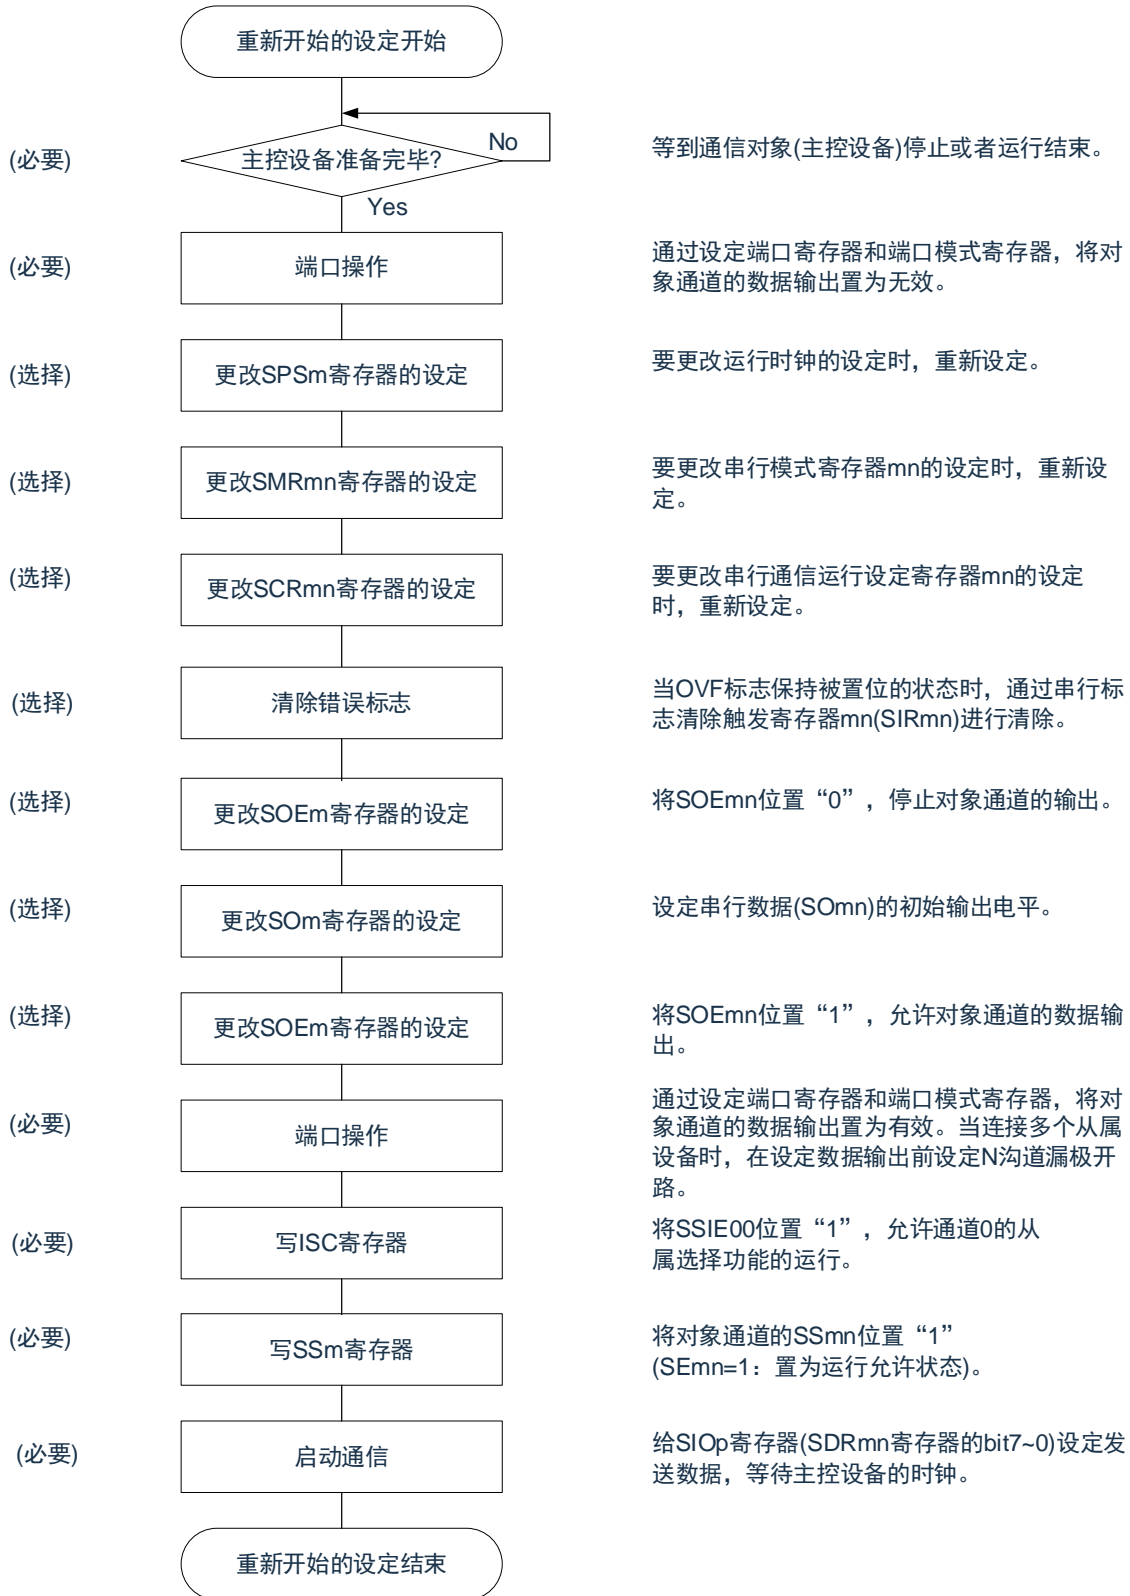 重新开始的设定开始
(必要)
主控设备准备完毕?
No
等到通信对象(主控设备)停止或者运行结束。
Yes
(必要)
端口操作
通过设定端口寄存器和端口模式寄存器，将对
象通道的数据输出置为无效。
(选择)
更改SPSm寄存器的设定
要更改运行时钟的设定时，重新设定。
(选择)
更改SMRmn寄存器的设定
要更改串行模式寄存器mn的设定时，重新设
定。
(选择)
更改SCRmn寄存器的设定
要更改串行通信运行设定寄存器mn的设定
时，重新设定。
(选择)
清除错误标志
当OVF标志保持被置位的状态时，通过串行标
志清除触发寄存器mn(SIRmn)进行清除。
(选择)
更改SOEm寄存器的设定
将SOEmn位置“0”，停止对象通道的输出。
(选择)
更改SOm寄存器的设定
设定串行数据(SOmn)的初始输出电平。
(选择)
更改SOEm寄存器的设定
将SOEmn位置“1”，允许对象通道的数据输
出。
(必要)
端口操作
通过设定端口寄存器和端口模式寄存器，将对
象通道的数据输出置为有效。当连接多个从属
设备时，在设定数据输出前设定N沟道漏极开
路。
(必要)
写ISC寄存器
将SSIE00位置“1”，允许通道0的从
属选择功能的运行。
(必要)
写SSm寄存器
将对象通道的SSmn位置“1”
(SEmn=1：置为运行允许状态)。
(必要)
启动通信
给SIOp寄存器(SDRmn寄存器的bit7~0)设定发
送数据，等待主控设备的时钟。
重新开始的设定结束